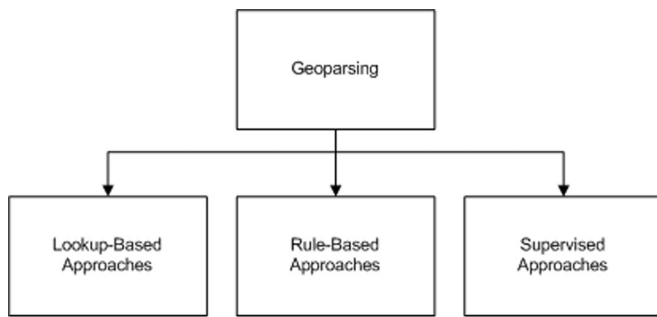 Geoparsing
Lookup-Based
Approaches
Rule-Based
Approaches
Supervised
Approaches